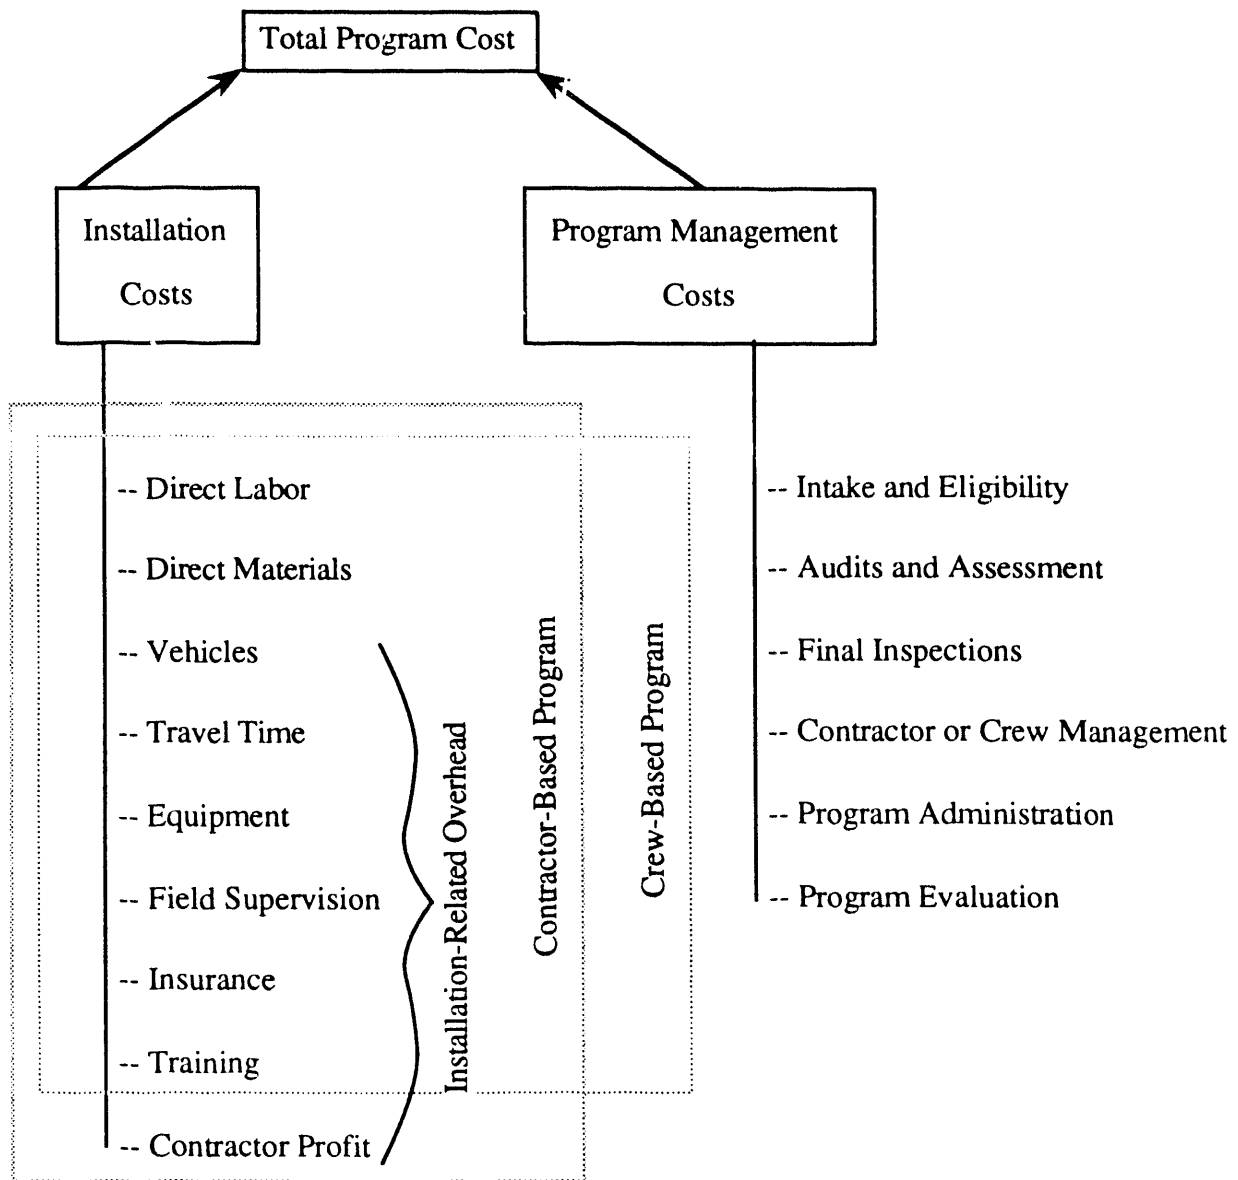 Total Program Cost
Installation
Costs
Program Management
Costs
-- Direct Labor
-- Direct Materials
-- Vehicles
-- Travel Time
-- Equipment
-- Field Supervision
-- Insurance
-- Training
-- Contractor Profit
Installation-Related Overhead
Contractor-Based Program
Crew-Based Program
-- Intake and Eligibility
-- Audits and Assessment
-- Final Inspections
-- Contractor or Crew Management
-- Program Administration
-- Program Evaluation